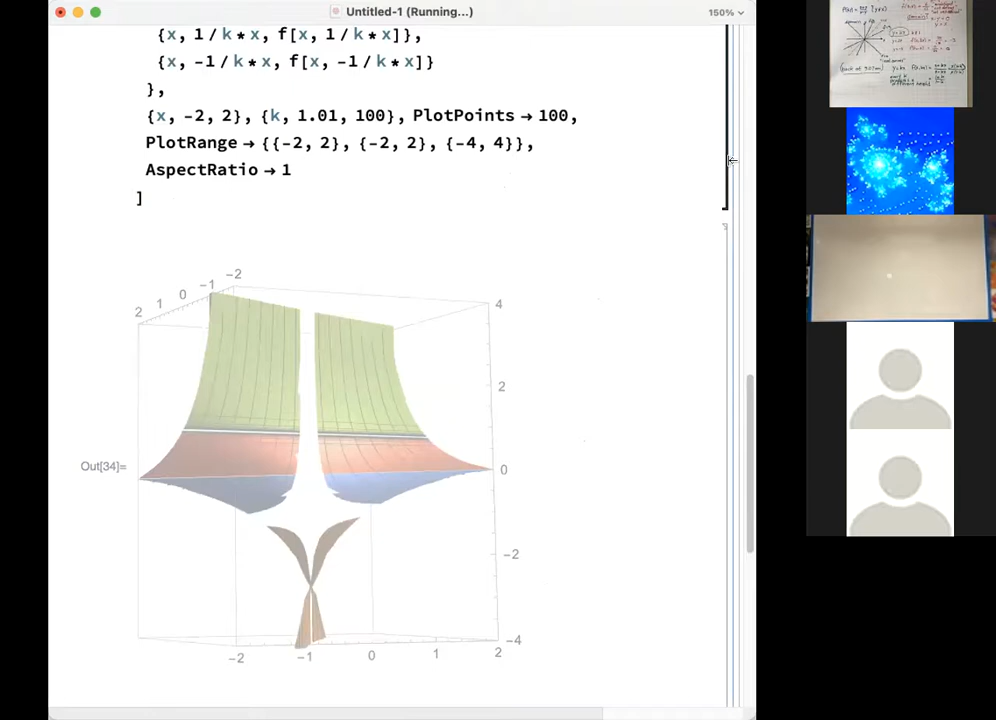 Untitled-1 (Running...)
150%
{x, 1/k*x, f[x, 1/k*x]},
{x, -1/k*x, f[x, -1/k*x]}
},
{x, -2, 2}, {k, 1.01, 100}, PlotPoints → 100,
PlotRange → {{-2, 2}, {-2, 2}, {-4, 4}},
AspectRatio → 1
]
-2
-1
0
1
2
4
2
Out[34]=
0
-2
-4
-2
-1
0
1
2